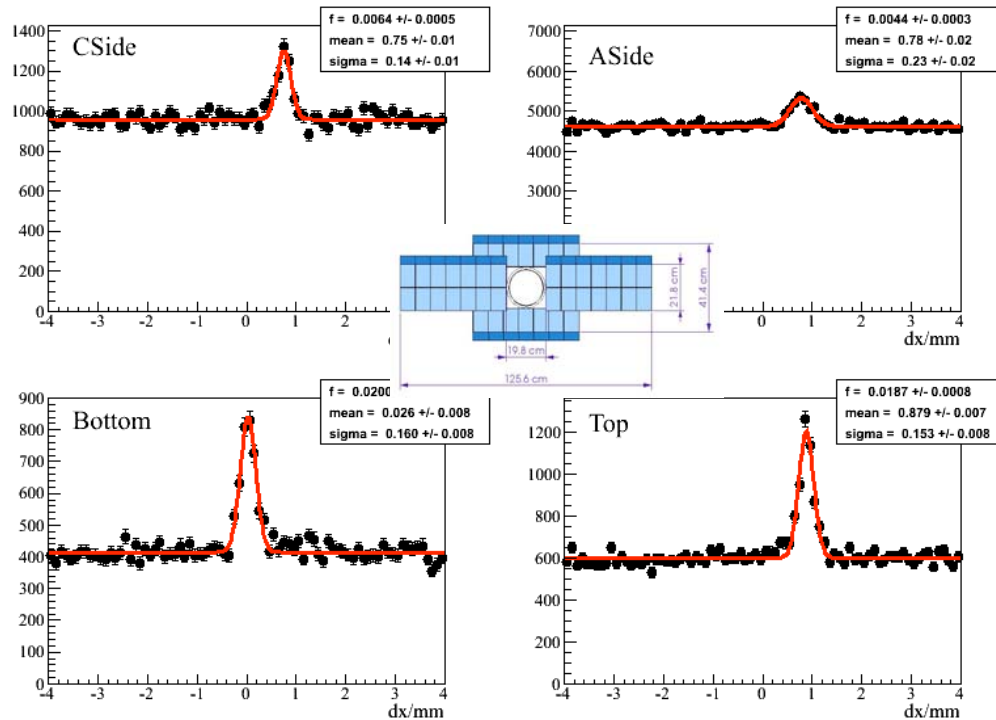 CSide
f = 0.0064 +/- 0.0005
mean = 0.75 +/- 0.01
sigma = 0.14 +/- 0.01
1400
1200
1000
800
600
400
200
0
-4 -3 -2 -1 0 1 2 3
ASide
f = 0.0044 +/- 0.0003
mean = 0.78 +/- 0.02
sigma = 0.23 +/- 0.02
7000
6000
5000
4000
3000
0 1 2 3 4
dx/mm
19.8 cm
125.6 cm
21.8 cm
41.4 cm
Bottom
f = 0.0200
mean = 0.026 +/- 0.008
sigma = 0.160 +/- 0.008
900
800
700
600
500
400
300
200
100
0
-4 -3 -2 -1 0 1 2 3 4
dx/mm
Top
f = 0.0187 +/- 0.0008
mean = 0.879 +/- 0.007
sigma = 0.153 +/- 0.008
1200
1000
800
600
400
200
0
-4 -3 -2 -1 0 1 2 3 4
dx/mm